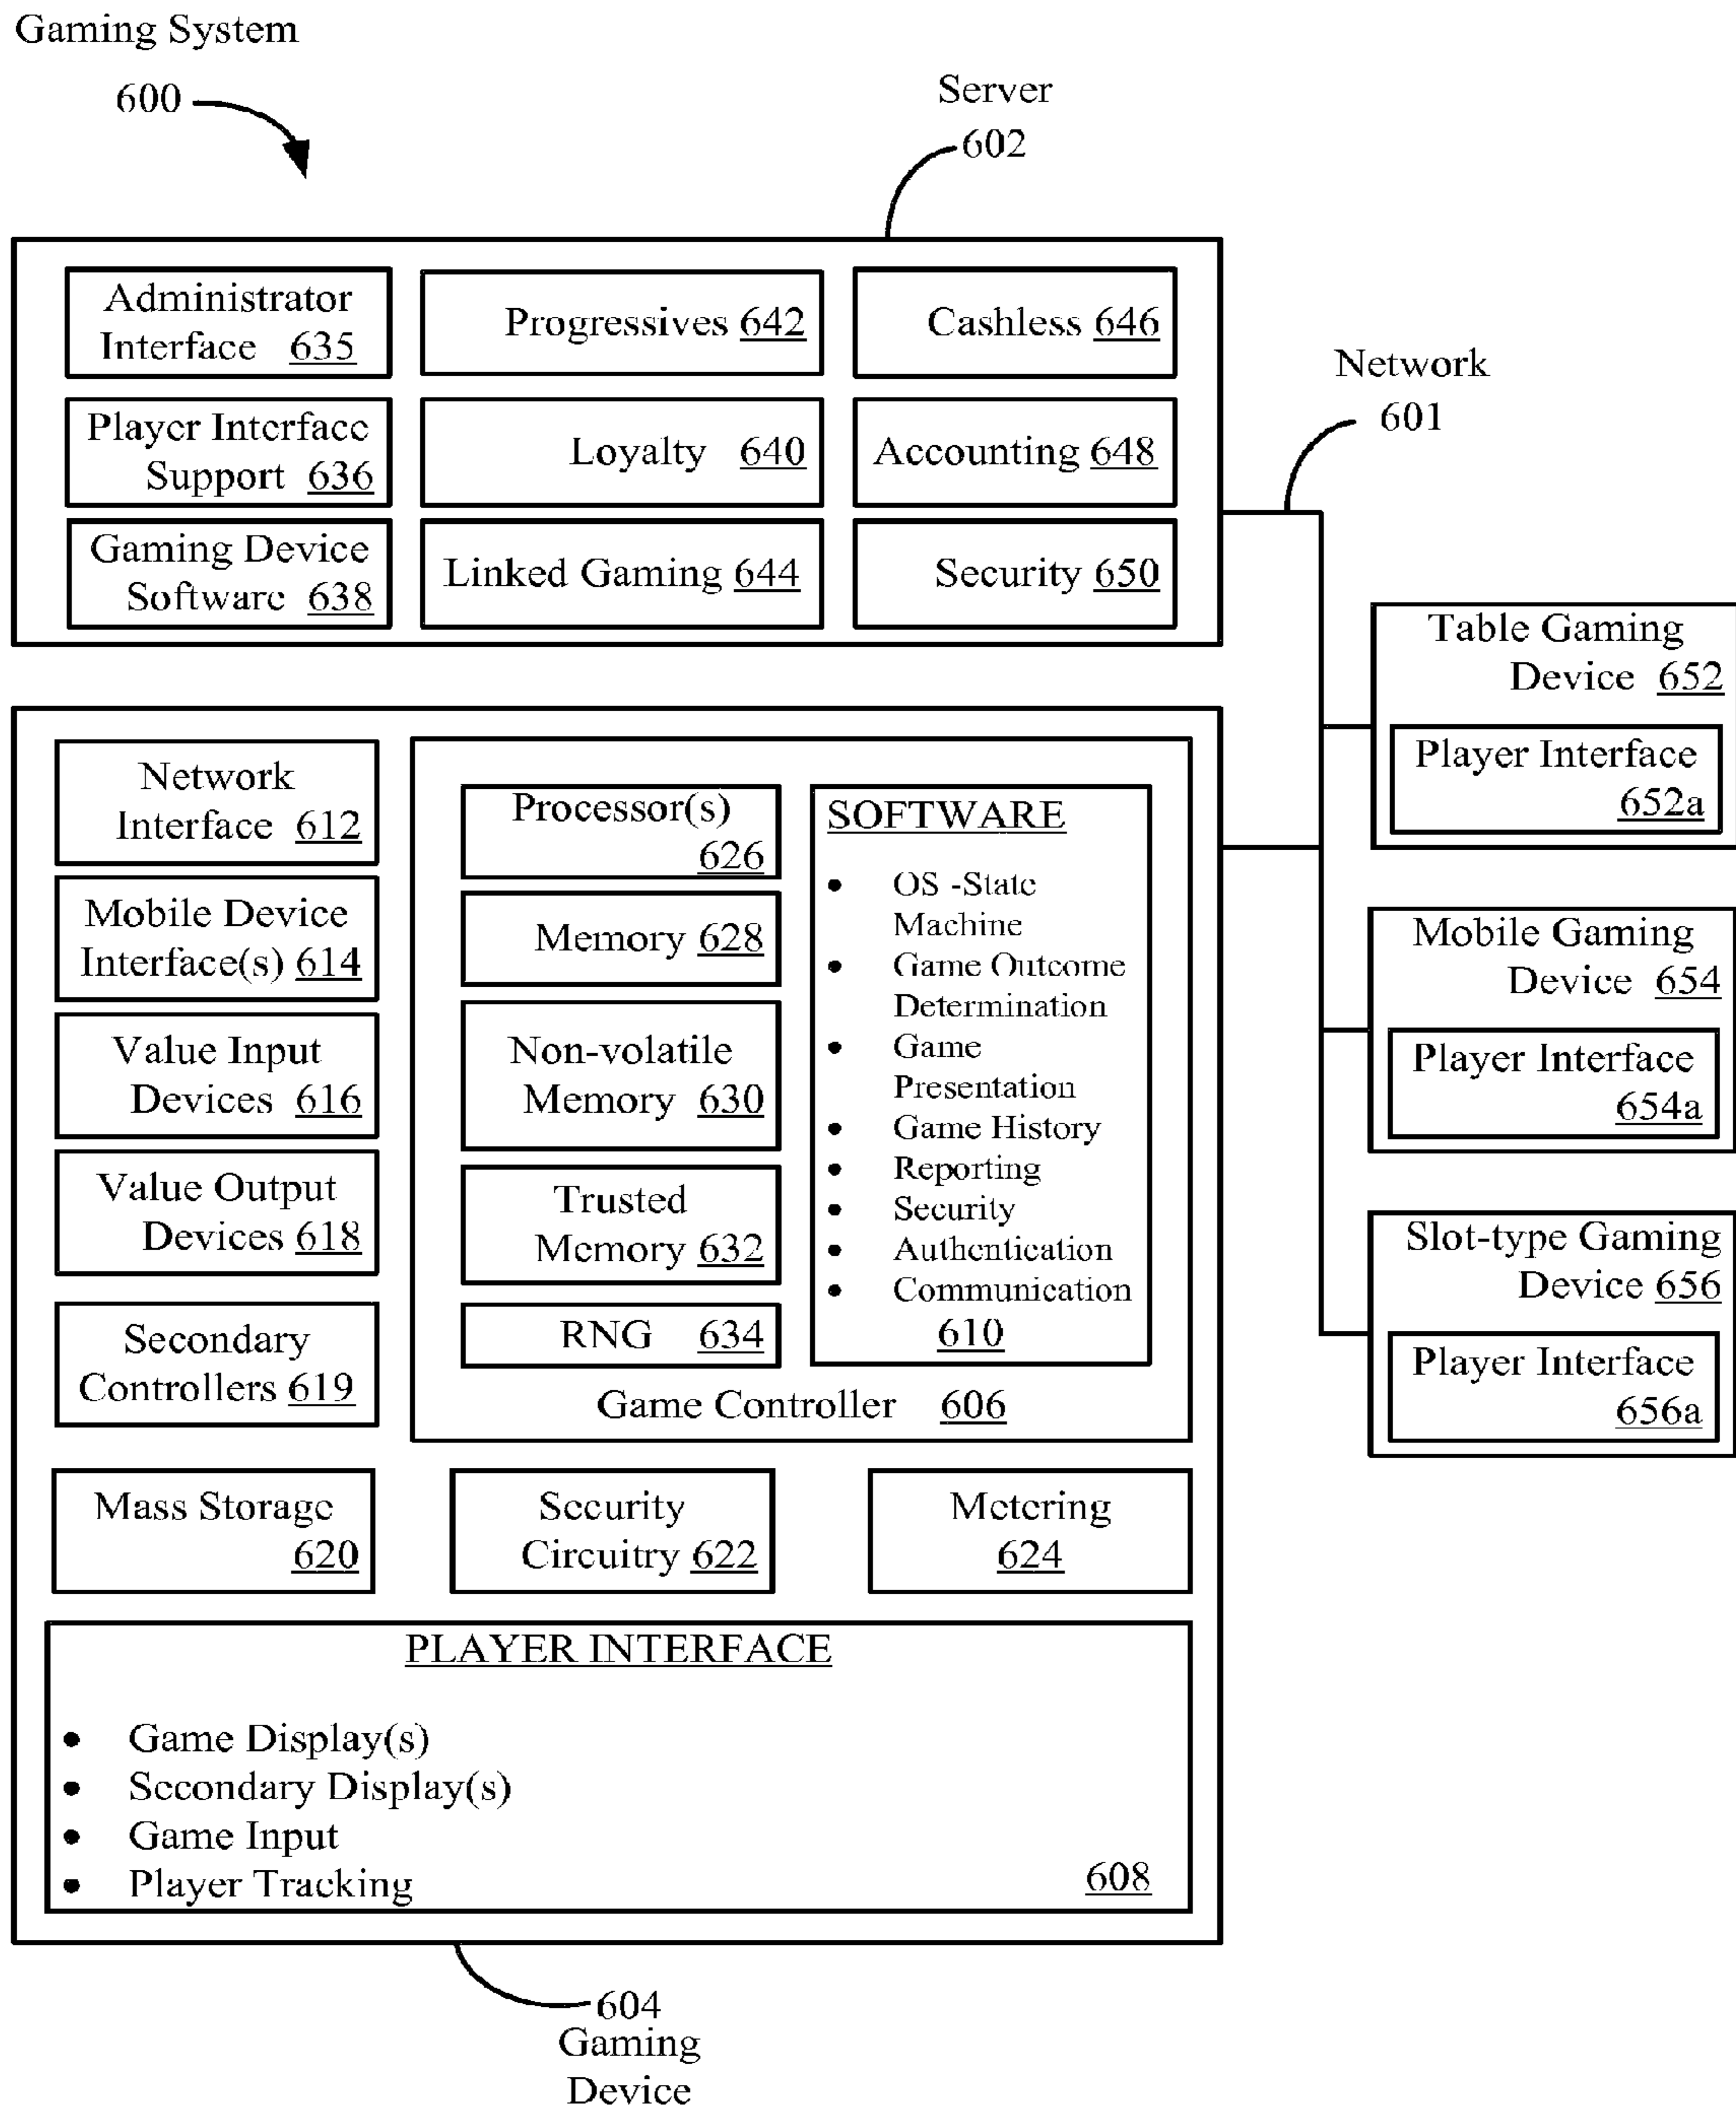 Gaming System
600
Server
602
Administrator
Interface 635
Progressives 642
Cashless 646
Player Interface
Support 636
Loyalty 640
Accounting 648
Gaming Device
Software 638
Linked Gaming 644
Security 650
Network
601
Table Gaming
Device 652
Player Interface
652a
Mobile Gaming
Device 654
Player Interface
654a
Slot-type Gaming
Device 656
Player Interface
656a
Network
Interface 612
Mobile Device
Interface(s) 614
Value Input
Devices 616
Value Output
Devices 618
Secondary
Controllers 619
Processor(s)
626
Memory 628
Non-volatile
Memory 630
Trusted
Memory 632
RNG 634
SOFTWARE
• OS -State
Machine
• Game Outcome
Determination
• Game
Presentation
• Game History
• Reporting
• Security
• Authentication
• Communication
610
Game Controller 606
Mass Storage
620
Security
Circuitry 622
Metering
624
PLAYER INTERFACE
• Game Display(s)
• Secondary Display(s)
• Game Input
• Player Tracking
608
604
Gaming
Device